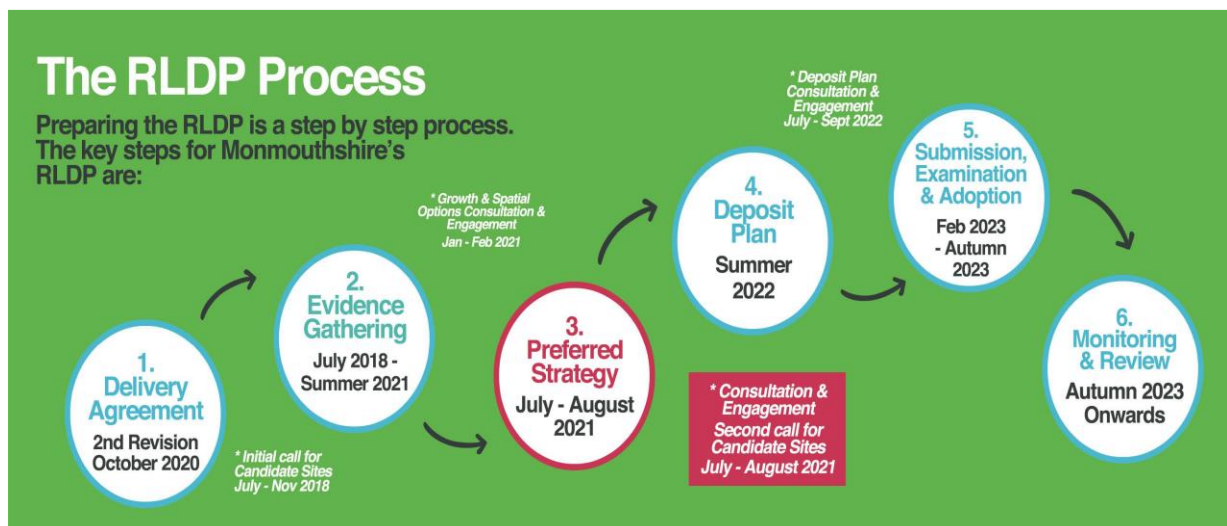 The RLDP Process
Preparing the RLDP is a step by step process.
The key steps for Monmouthshire's
RLDP are:
1.
Delivery
Agreement
2nd Revision
October 2020
* Initial call for
Candidate Sites
July - Nov 2018
2.
Evidence
Gathering
July 2018 -
Summer 2021
* Growth & Spatial
Options Consultation &
Engagement
Jan - Feb 2021
3.
Preferred
Strategy
July - August
2021
* Consultation &
Engagement
Second call for
Candidate Sites
July - August 2021
4.
Deposit
Plan
Summer
2022
* Deposit Plan
Consultation &
Engagement
July - Sept 2022
5.
Submission,
Examination
& Adoption
Feb 2023
- Autumn
2023
6.
Monitoring
& Review
Autumn 2023
Onwards